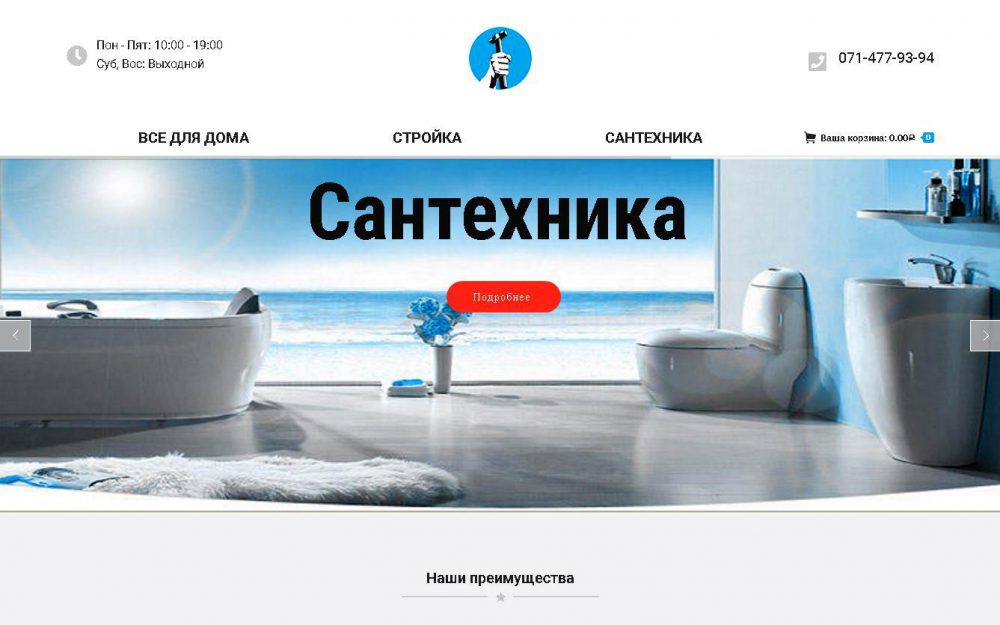 Пон - Пят: 10:00 - 19:00
Суб, Вос: Выходной
071-477-93-94
ВСЕ ДЛЯ ДОМА
СТРОЙКА
САНТЕХНИКА
Ваша корзина: 0.00₽ 0
Сантехника
Подробнее
Наши преимущества